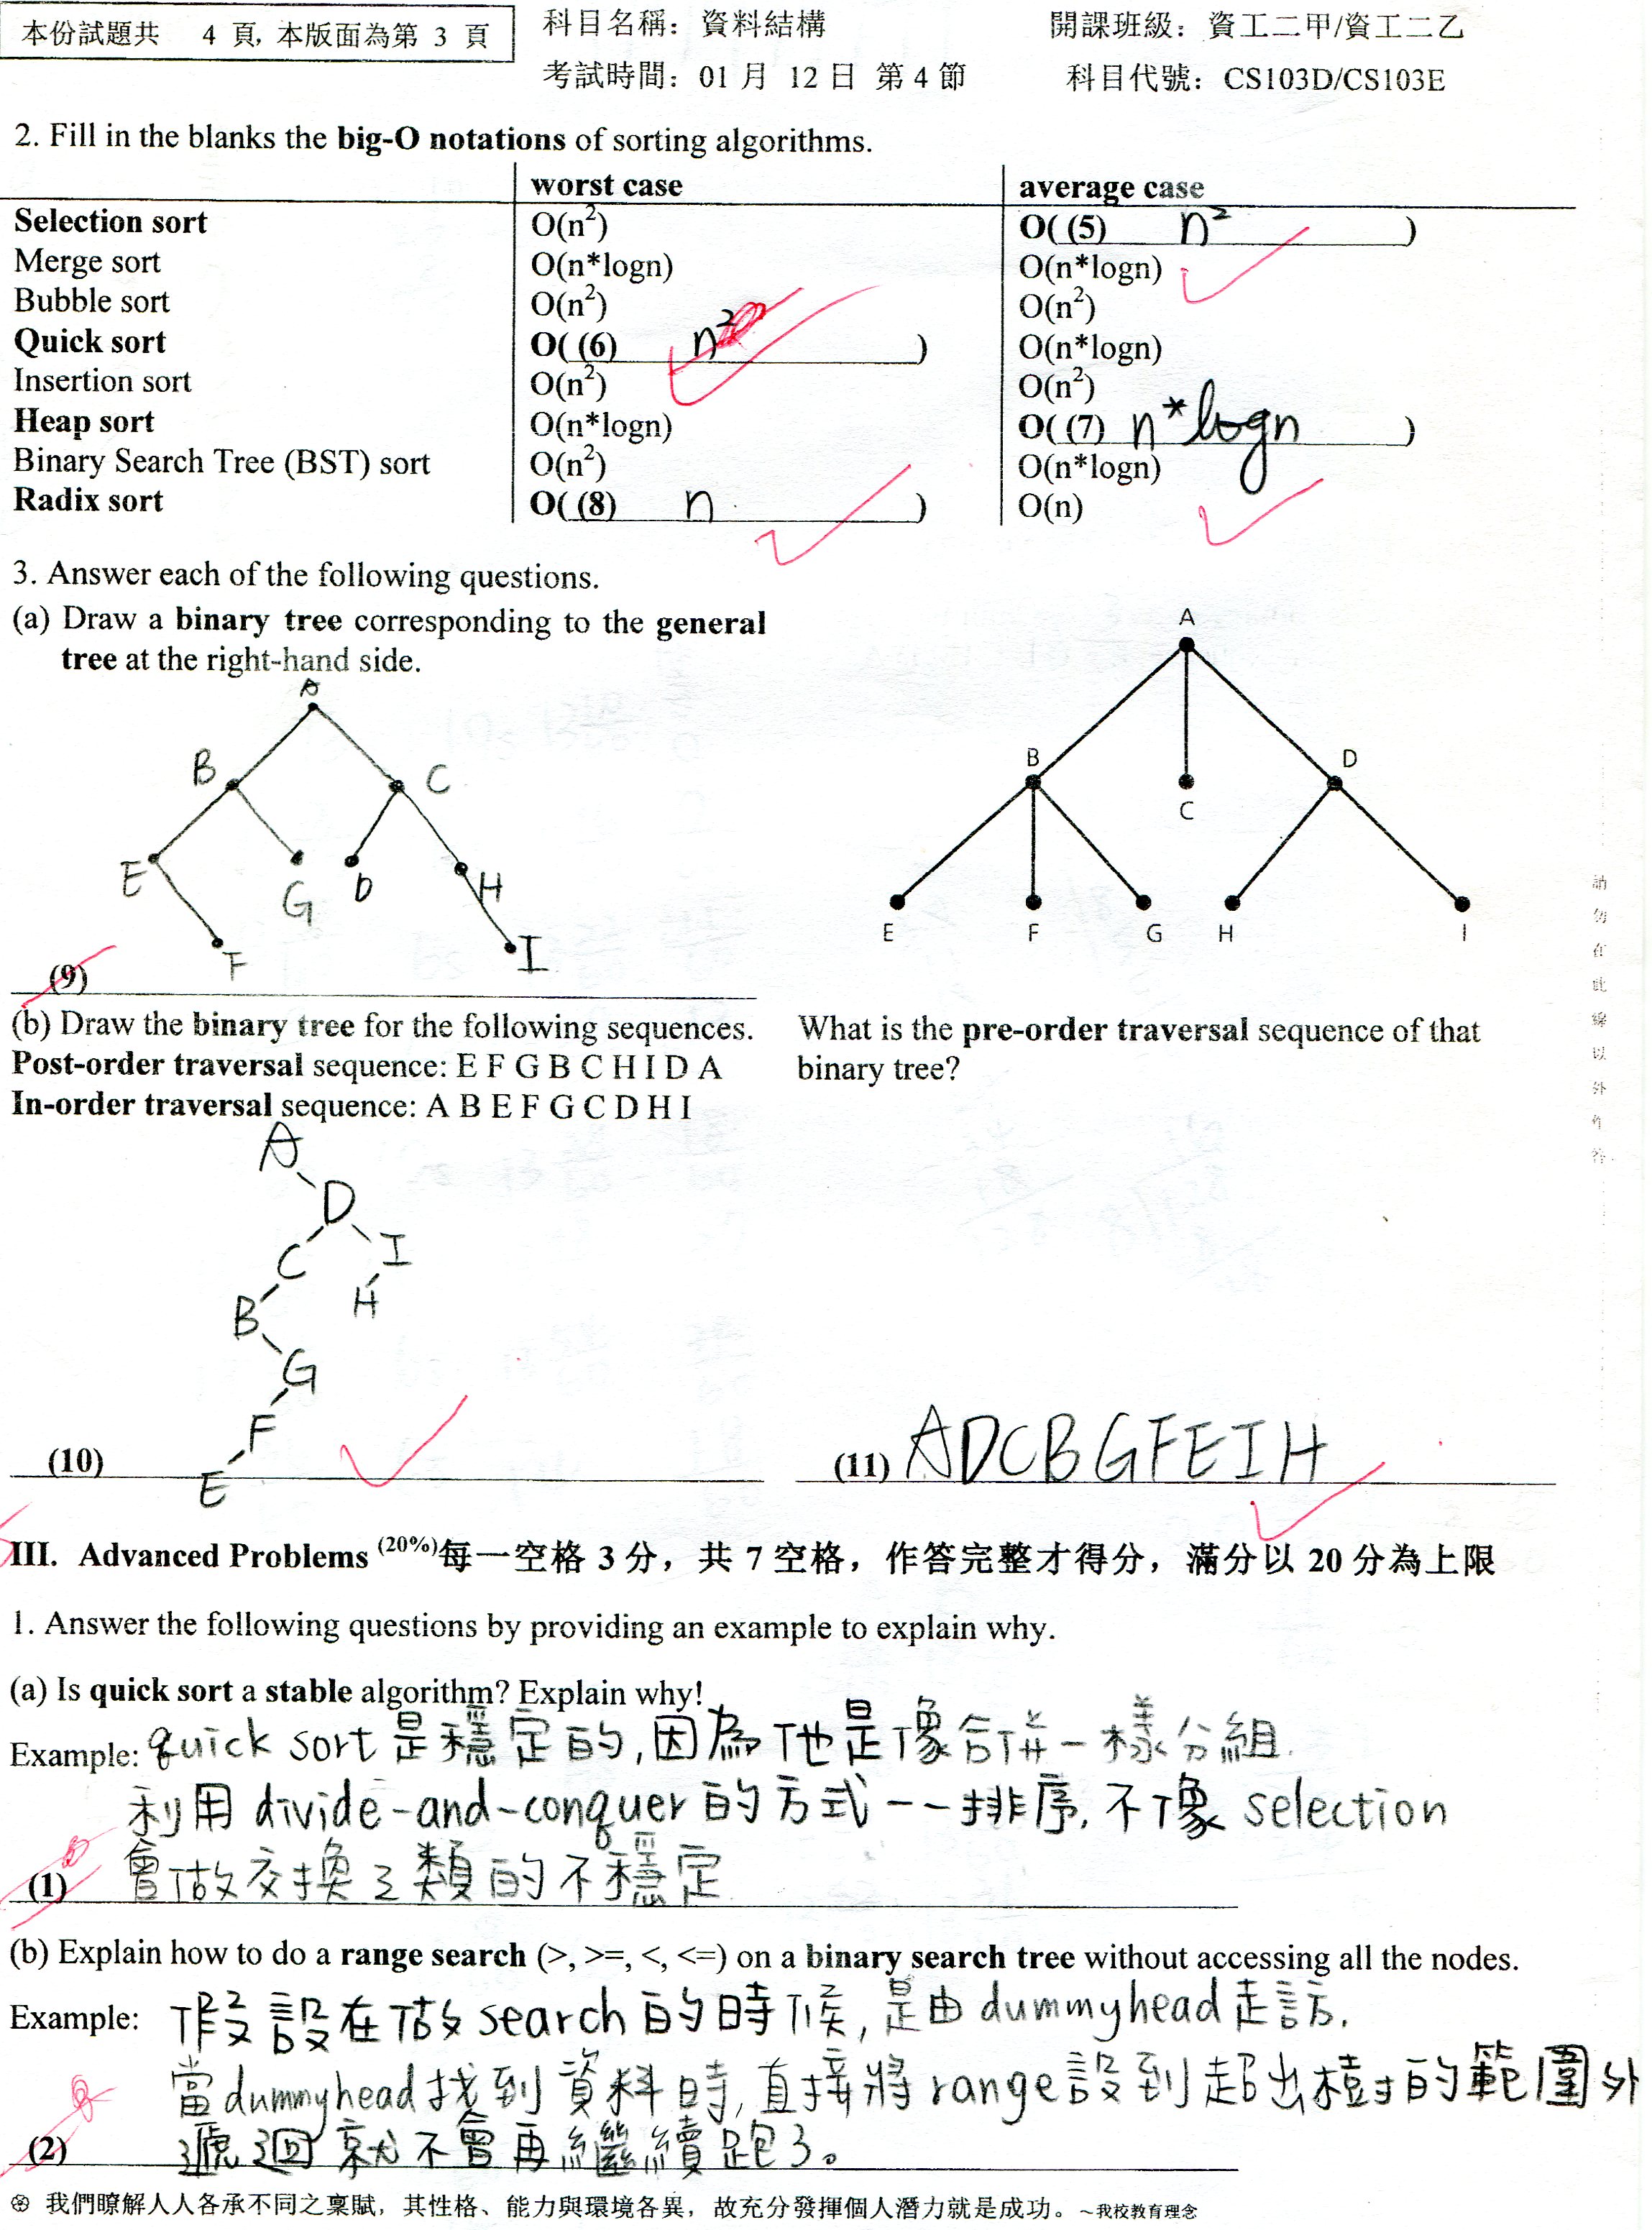 本份試題共 4 頁, 本版面為第 3 頁
科目名稱：資料結構
開課班級：資工二甲/資工二乙
考試時間：01 月 12 日 第 4 節
科目代號：CS103D/CS103E
2. Fill in the blanks the big-O notations of sorting algorithms.
worst case average case
Selection sort O(n²) O( (5) n² )
Merge sort O(n*logn) O(n*logn)
Bubble sort O(n²) O(n²)
Quick sort O( (6) n² ) O(n*logn)
Insertion sort O(n²) O(n²)
Heap sort O(n*logn) O( (7) n*logn )
Binary Search Tree (BST) sort O(n²) O(n*logn)
Radix sort O( (8) n ) O(n)
3. Answer each of the following questions.
(a) Draw a binary tree corresponding to the general
tree at the right-hand side.
A
B C
E G D H
F I
(9)
A
B C D
E F G H I
(b) Draw the binary tree for the following sequences.
Post-order traversal sequence: E F G B C H I D A
In-order traversal sequence: A B E F G C D H I
What is the pre-order traversal sequence of that
binary tree?
A
D
C I
B H
G
F
E
(10)
(11) ADCBGFEIH
III. Advanced Problems (20%)每一空格 3 分，共 7 空格，作答完整才得分，滿分以 20 分為上限
1. Answer the following questions by providing an example to explain why.
(a) Is quick sort a stable algorithm? Explain why!
Example: quick sort 是穩定的,因為他是像合併一樣分組.
利用 divide-and-conquer 的方式一一排序,不像 selection
(1) 會做交換之類的不穩定
(b) Explain how to do a range search (>, >=, <, <=) on a binary search tree without accessing all the nodes.
Example: 假設在做 search 的時候,是由 dummyhead 走訪,
當 dummyhead 找到資料時,直接將 range 設到超出樹的範圍外
(2) 遞迴就不會再繼續跑了。
我們瞭解人人各承不同之稟賦，其性格、能力與環境各異，故充分發揮個人潛力就是成功。~我校教育理念
請勿在此線以外作答